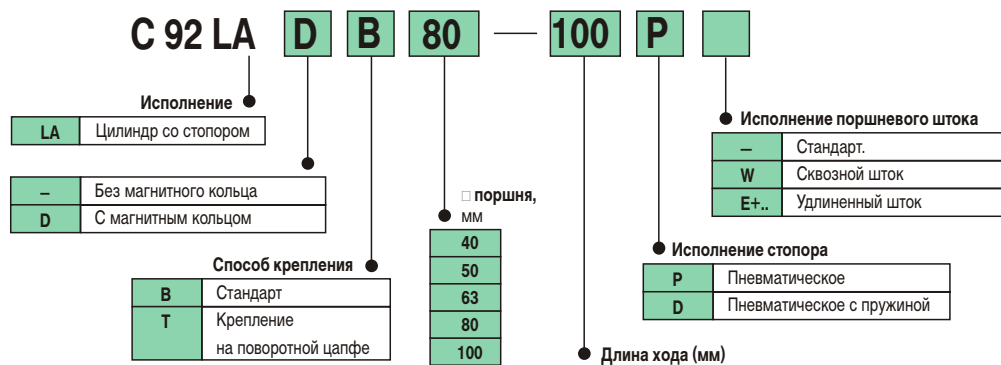 C 92 LA D B 80 — 100 P
Исполнение
LA Цилиндр со стопором
– Без магнитного кольца
D С магнитным кольцом
Способ крепления
B Стандарт
T Крепление
на поворотной цапфе
□ поршня,
мм
40
50
63
80
100
Исполнение поршневого штока
– Стандарт.
W Сквозной шток
E+.. Удлиненный шток
Исполнение стопора
P Пневматическое
D Пневматическое с пружиной
Длина хода (мм)